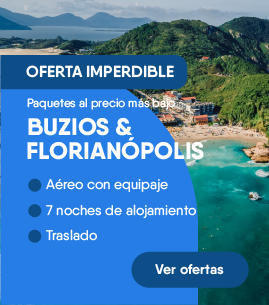 OFERTA IMPERDIBLE
Paquetes al precio más bajo
BUZIOS &
FLORIANÓPOLIS
Aéreo con equipaje
7 noches de alojamiento
Traslado
Ver ofertas